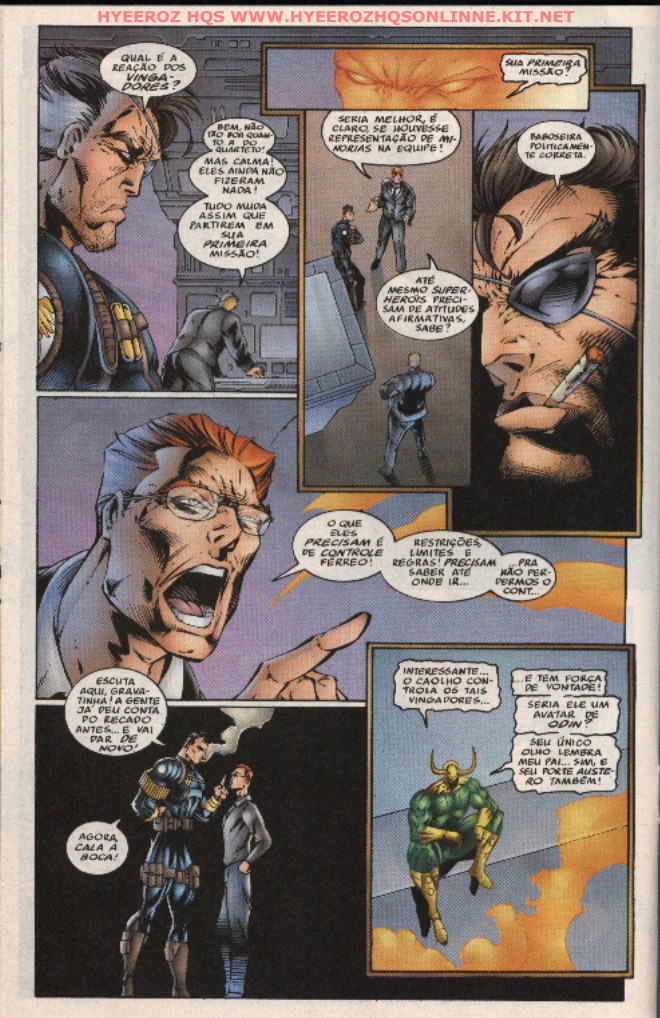 HYEEROZ HQS WWW.HYEEROZHQSONLINNE.KIT.NET
QUAL É A
REAÇÃO DOS
VINGA-
DORES?
BEM, NÃO
TÃO BOA QUAN-
TO A DO
QUARTETO!
MAS CALMA!
ELES AINDA NÃO
FIZERAM
NADA!
TUDO MUDA
ASSIM QUE
PARTIREM EM
SUA
PRIMEIRA
MISSÃO!
SUA PRIMEIRA
MISSÃO?
SERIA MELHOR, É
CLARO, SE HOUVESSE
REPRESENTAÇÃO DE MI-
NORIAS NA EQUIPE!
ATÉ
MESMO SUPER-
HERÓIS PRECI-
SAM DE ATITUDES
AFIRMATIVAS,
SABE?
BABOSEIRA
POLITICAMEN-
TE CORRETA.
O QUE
ELES
PRECISAM É
DE CONTROLE
FÉRREO!
RESTRIÇÕES,
LIMITES E
REGRAS! PRECISAM
SABER ATÉ
ONDE IR...
...PRA
NÃO PER-
DERMOS O
CONT...
ESCUTA
AQUI, GRAVA-
TINHA! A GENTE
JÁ DEU CONTA
DO RECADO
ANTES... E VAI
DAR DE
NOVO!
AGORA,
CALA A
BOCA!
INTERESSANTE...
O CAOLHO CON-
TROLA OS TAIS
VINGADORES...
...E TEM FORÇA
DE VONTADE!
SERIA ELE UM
AVATAR DE
ODIN?
SEU ÚNICO
OLHO LEMBRA
MEU PAI... SIM, E
SEU PORTE AUSTE-
RO TAMBÉM!